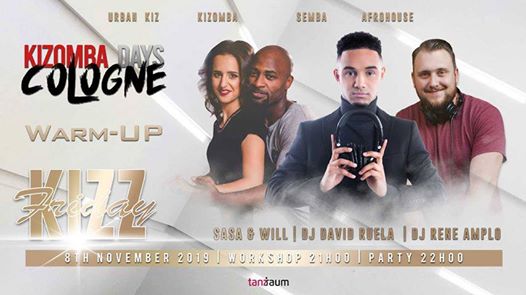 URBAN KIZ KIZOMBA SEMBA AFROHOUSE
KIZOMBA DAYS
COLOGNE
WARM-UP
KIZZ
Friday
SASA & WILL | DJ DAVID RUELA | DJ RENE AMPLO
8TH NOVEMBER 2019 | WORKSHOP 21H00 | PARTY 22H00
tanzraum